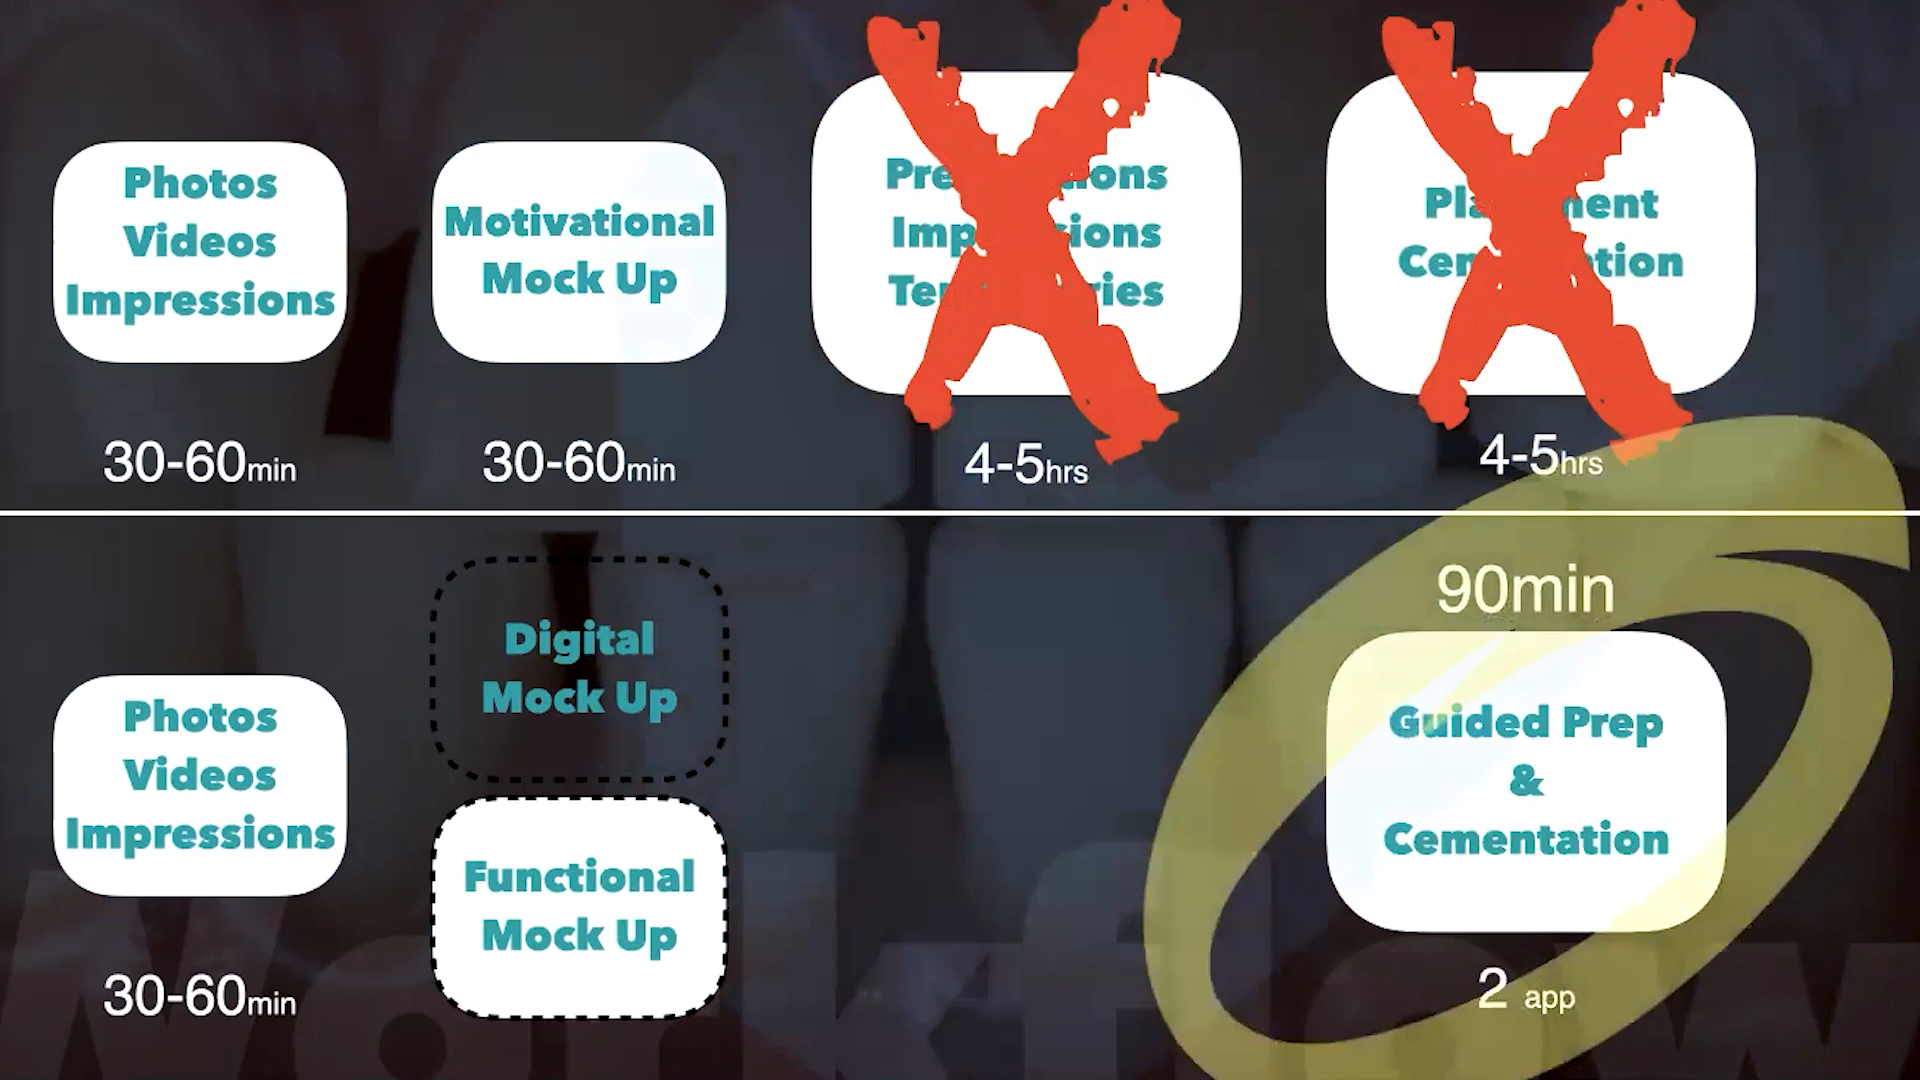 Photos
Videos
Impressions
30-60min
Motivational
Mock Up
30-60min
4-5hrs
4-5hrs
Photos
Videos
Impressions
30-60min
Digital
Mock Up
Functional
Mock Up
90min
Guided Prep
&
Cementation
2 app
Workflow